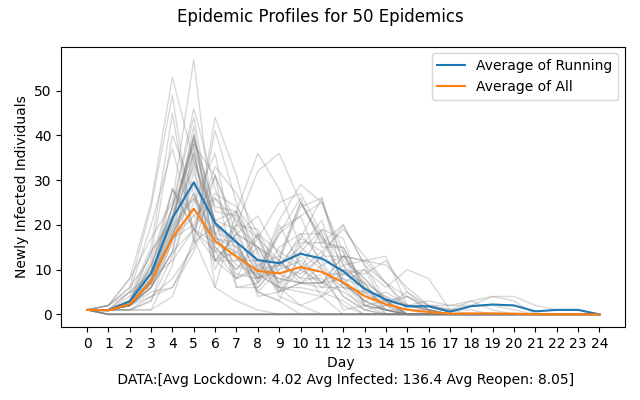 Epidemic Profiles for 50 Epidemics
Average of Running
Average of All
Newly Infected Individuals
50
40
30
20
10
0
0 1 2 3 4 5 6 7 8 9 10 11 12 13 14 15 16 17 18 19 20 21 22 23 24
Day
DATA:[Avg Lockdown: 4.02 Avg Infected: 136.4 Avg Reopen: 8.05]